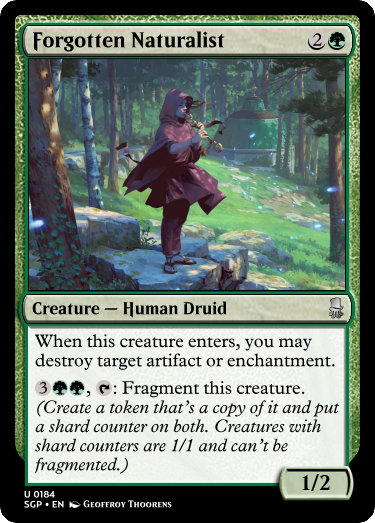 Forgotten Naturalist 2
Creature — Human Druid
When this creature enters, you may
destroy target artifact or enchantment.
3, : Fragment this creature.
(Create a token that's a copy of it and put
a shard counter on both. Creatures with
shard counters are 1/1 and can't be
fragmented.)
1/2
U 0184
SGP • EN Geoffroy Thoorens